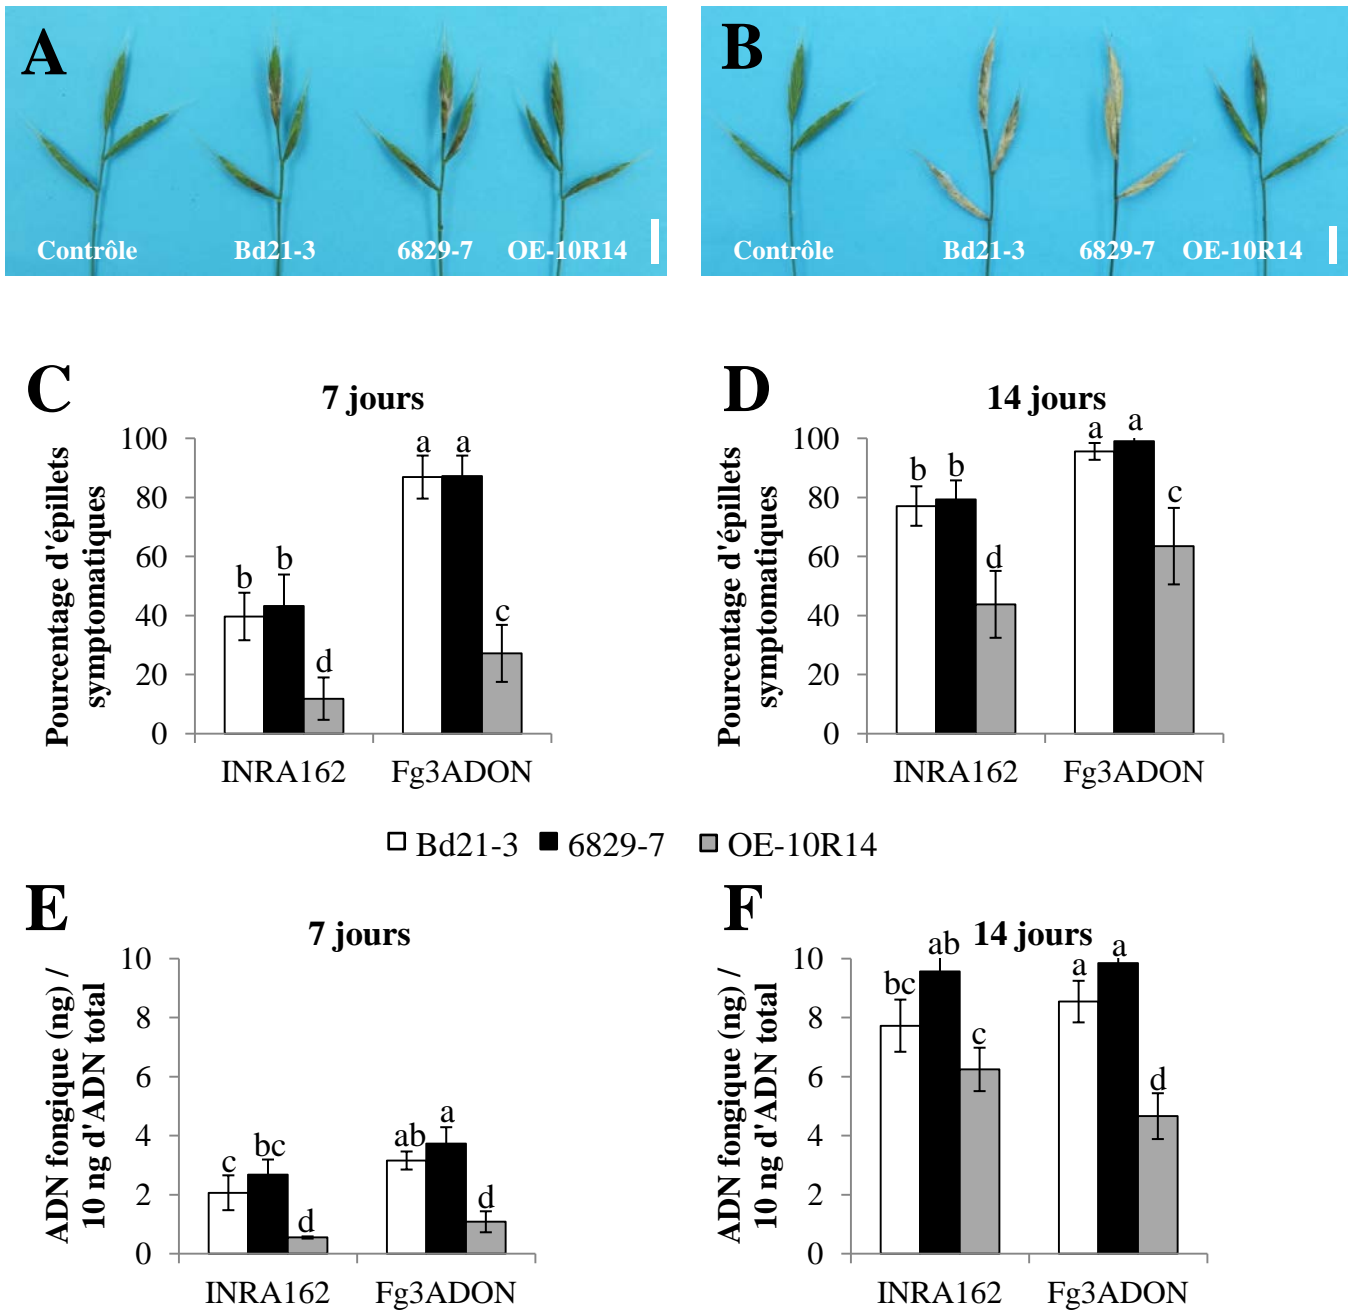 A
Contrôle Bd21-3 6829-7 OE-10R14
B
Contrôle Bd21-3 6829-7 OE-10R14
C
7 jours
Pourcentage d'épillets
symptomatiques
100
80
60
40
20
0
b b d a a c
INRA162 Fg3ADON
D
14 jours
Pourcentage d'épillets
symptomatiques
100
80
60
40
20
0
b b d a a c
INRA162 Fg3ADON
Bd21-3 6829-7 OE-10R14
E
7 jours
ADN fongique (ng) /
10 ng d'ADN total
10
8
6
4
2
0
c bc d ab a d
INRA162 Fg3ADON
F
14 jours
ADN fongique (ng) /
10 ng d'ADN total
10
8
6
4
2
0
bc ab c a a d
INRA162 Fg3ADON